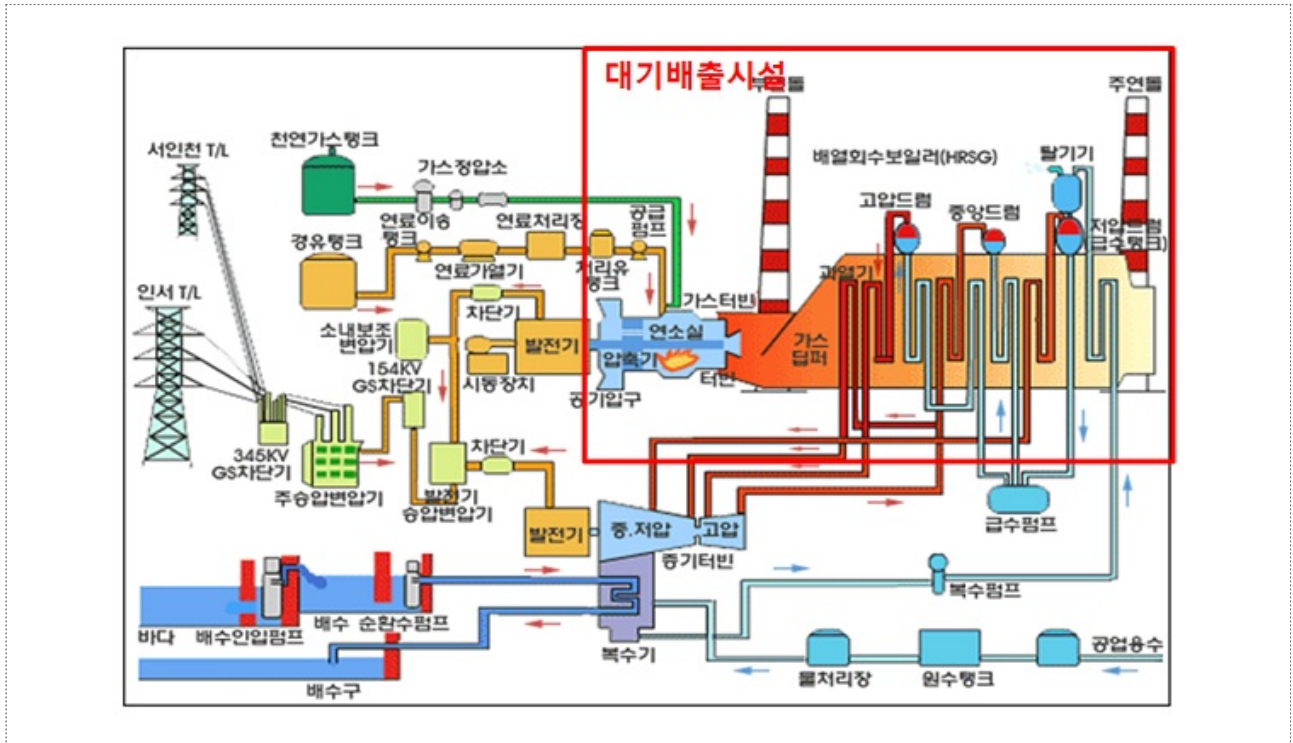 대기배출시설
부연돌
주연돌
천연가스탱크
서인천 T/L
가스정압소
배열회수보일러(HRSG)
탈기기
고압드럼
중앙드럼
저압드럼
(급수탱크)
경유탱크
연료이송
탱크
연료처리장
공급
펌프
연료가열기
처리유
탱크
과열기
인서 T/L
차단기
가스터빈
소내보조
변압기
발전기
연소실
압축기
가스
딥퍼
154KV
GS차단기
시동장치
터빈
공기입구
345KV
GS차단기
차단기
주승압변압기
발전기
승압변압기
발전기
중.저압
고압
증기터빈
급수펌프
복수펌프
바다
배수인입펌프
배수
순환수펌프
복수기
공업용수
물처리장
원수탱크
배수구